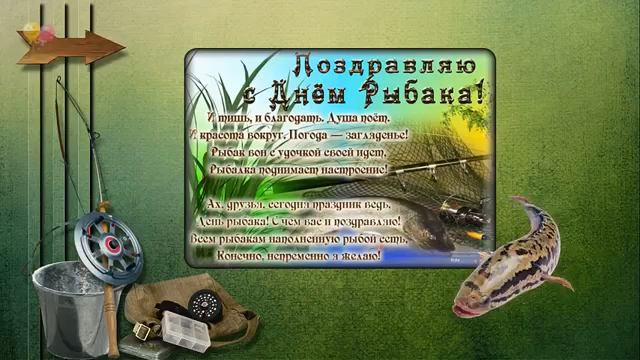 Поздравляю
с Днём Рыбака!
И тишь, и благодать. Душа поёт.
И красота вокруг. Погода — загляденье!
Рыбак вон с удочкой своей идет,
Рыбалка поднимает настроение!
Ах, друзья, сегодня праздник ведь,
День рыбака! С чем вас и поздравляю!
Всем рыбакам наполненную рыбой сеть,
Конечно, непременно я желаю!